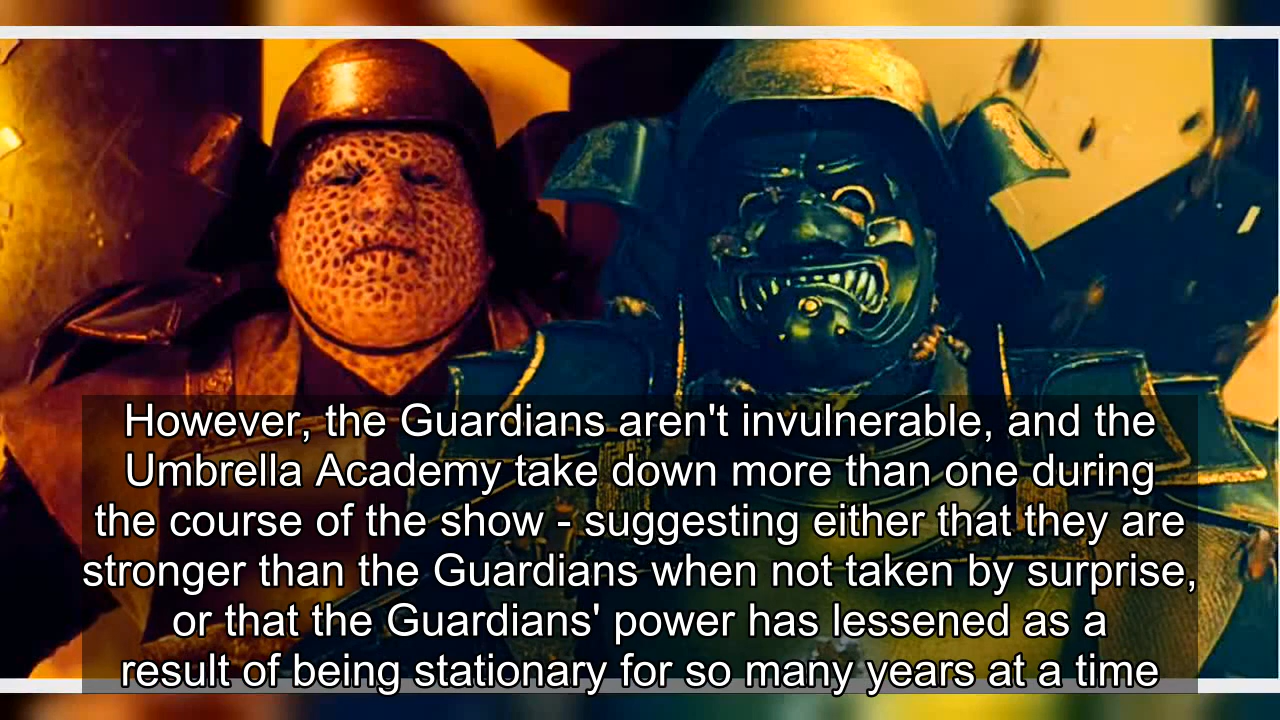 However, the Guardians aren't invulnerable, and the
Umbrella Academy take down more than one during
the course of the show - suggesting either that they are
stronger than the Guardians when not taken by surprise,
or that the Guardians' power has lessened as a
result of being stationary for so many years at a time